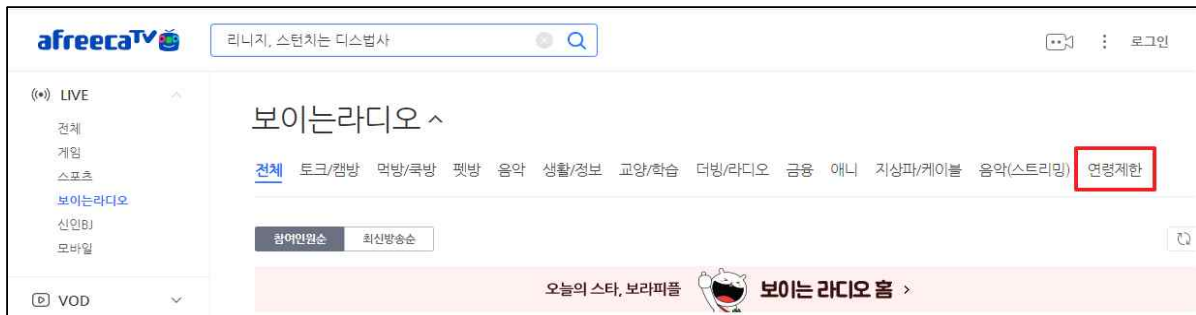 afreecaTV
리니지, 스턴치는 디스법사
로그인
LIVE
전체
게임
스포츠
보이는라디오
신인BJ
모바일
VOD
보이는라디오
전체 토크/캠방 먹방/쿡방 펫방 음악 생활/정보 교양/학습 더빙/라디오 금융 애니 지상파/케이블 음악(스트리밍) 연령제한
참여인원순 최신방송순
오늘의 스타, 보라피플 보이는 라디오 홈 >